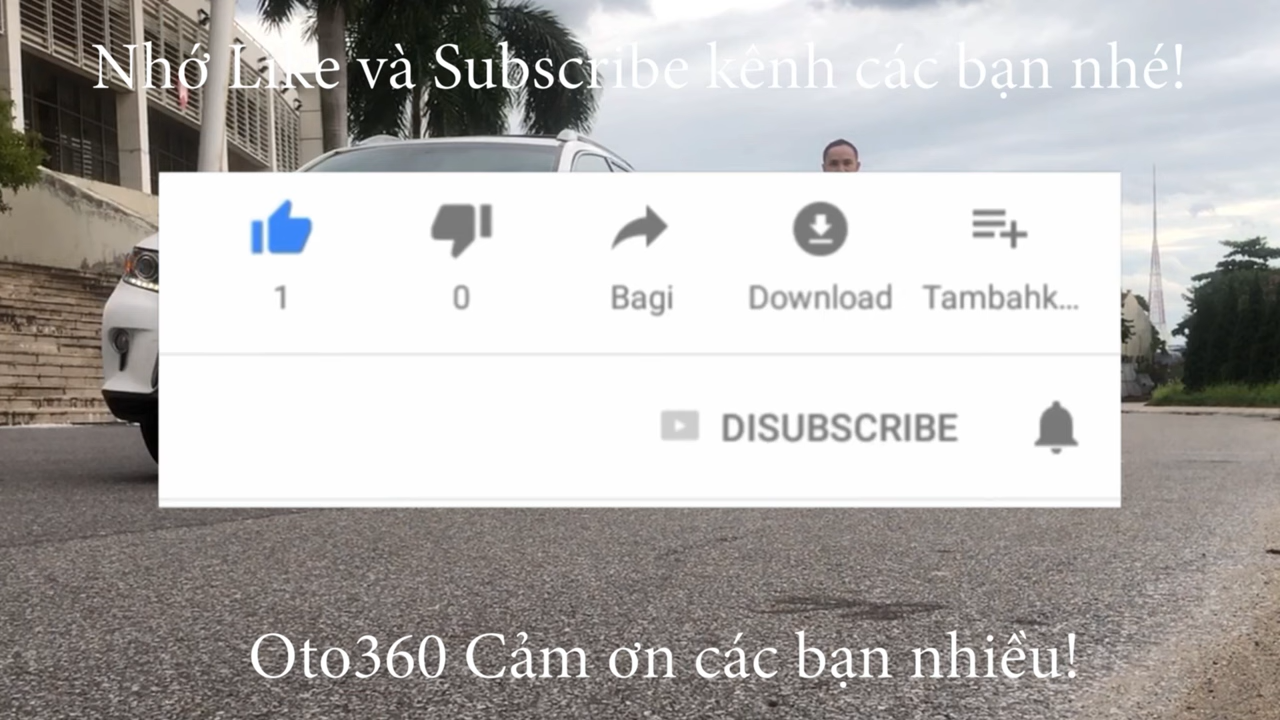 Nhớ Like và Subscribe kênh các bạn nhé!
1 0 Bagi Download Tambahk...
DISUBSCRIBE
Oto360 Cảm ơn các bạn nhiều!